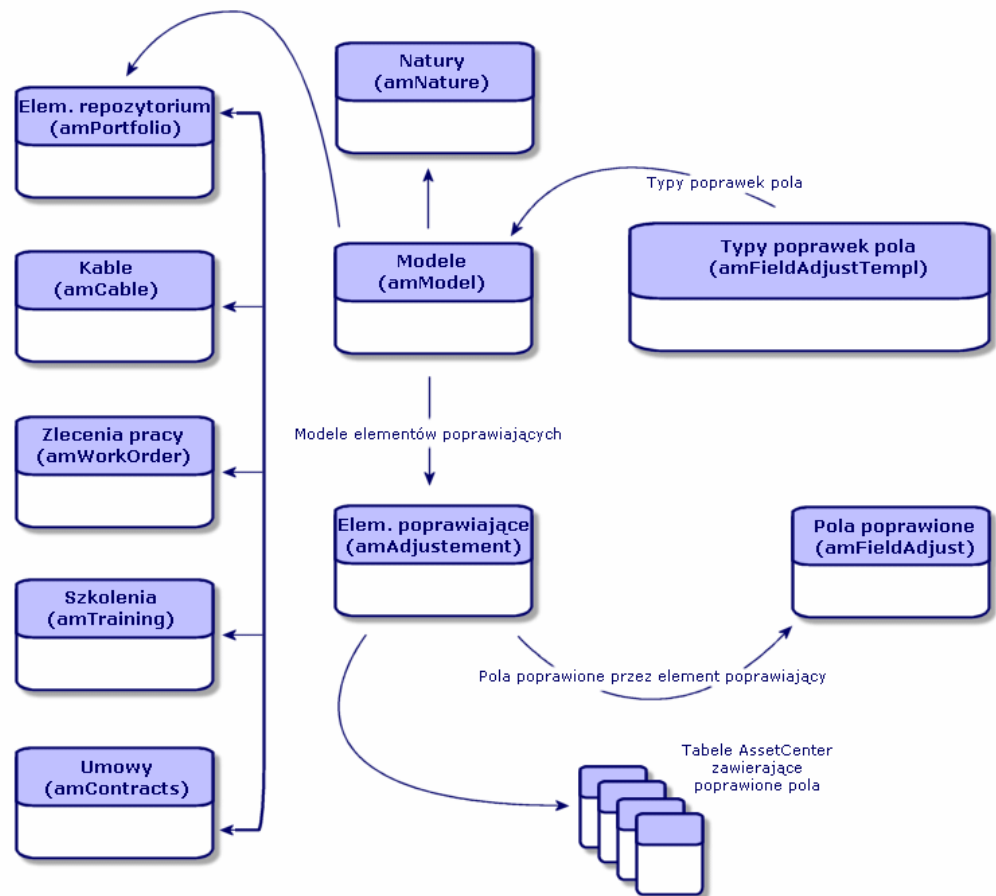 Natury
(amNature)
Elem. repozytorium
(amPortfolio)
Typy poprawek pola
Kable
(amCable)
Modele
(amModel)
Typy poprawek pola
(amFieldAdjustTempl)
Zlecenia pracy
(amWorkOrder)
Modele elementów poprawiających
Elem. poprawiające
(amAdjustement)
Pola poprawione
(amFieldAdjust)
Szkolenia
(amTraining)
Pola poprawione przez element poprawiający
Umowy
(amContracts)
Tabele AssetCenter
zawierające
poprawione pola